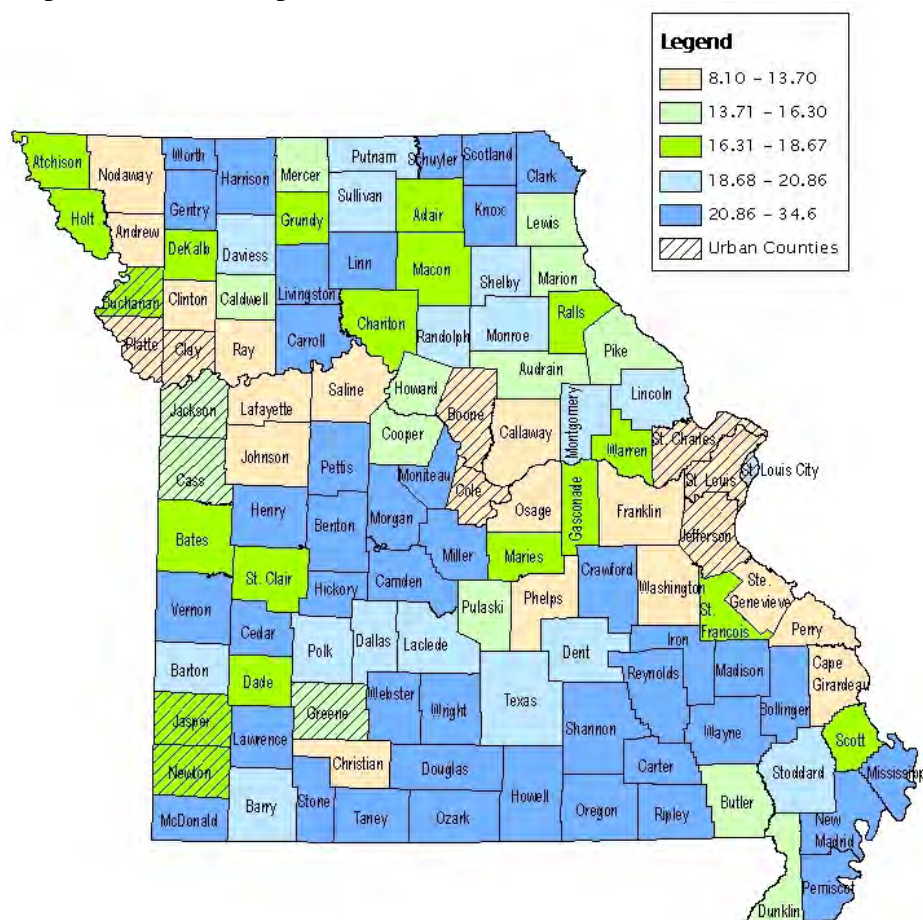 Legend
8.10 - 13.70
13.71 - 16.30
16.31 - 18.67
18.68 - 20.86
20.86 - 34.6
Urban Counties
Atchison
Nodaway
Worth
Harrison
Mercer
Putnam
Schuyler
Scotland
Clark
Holt
Andrew
Gentry
DeKalb
Daviess
Grundy
Sullivan
Adair
Knox
Lewis
Buchanan
Clinton
Caldwell
Livingston
Linn
Macon
Shelby
Marion
Platte
Clay
Ray
Carroll
Chariton
Randolph
Monroe
Ralls
Pike
Jackson
Lafayette
Saline
Howard
Boone
Audrain
Callaway
Montgomery
Lincoln
Warren
St. Charles
St. Louis
St. Louis City
Cass
Johnson
Pettis
Cooper
Moniteau
Cole
Osage
Gasconade
Franklin
Jefferson
Bates
Henry
Benton
Morgan
Miller
Maries
Vernon
St. Clair
Hickory
Camden
Pulaski
Phelps
Crawford
Washington
St.
Francois
Ste.
Genevieve
Perry
Barton
Cedar
Polk
Dallas
Laclede
Dent
Iron
Reynolds
Madison
Cape
Girardeau
Bollinger
Jasper
Dade
Greene
Webster
Wright
Texas
Shannon
Wayne
Scott
Newton
Lawrence
Christian
Douglas
Howell
Carter
Stoddard
Mississippi
McDonald
Barry
Stone
Taney
Ozark
Oregon
Ripley
Butler
New
Madrid
Pemiscot
Dunklin